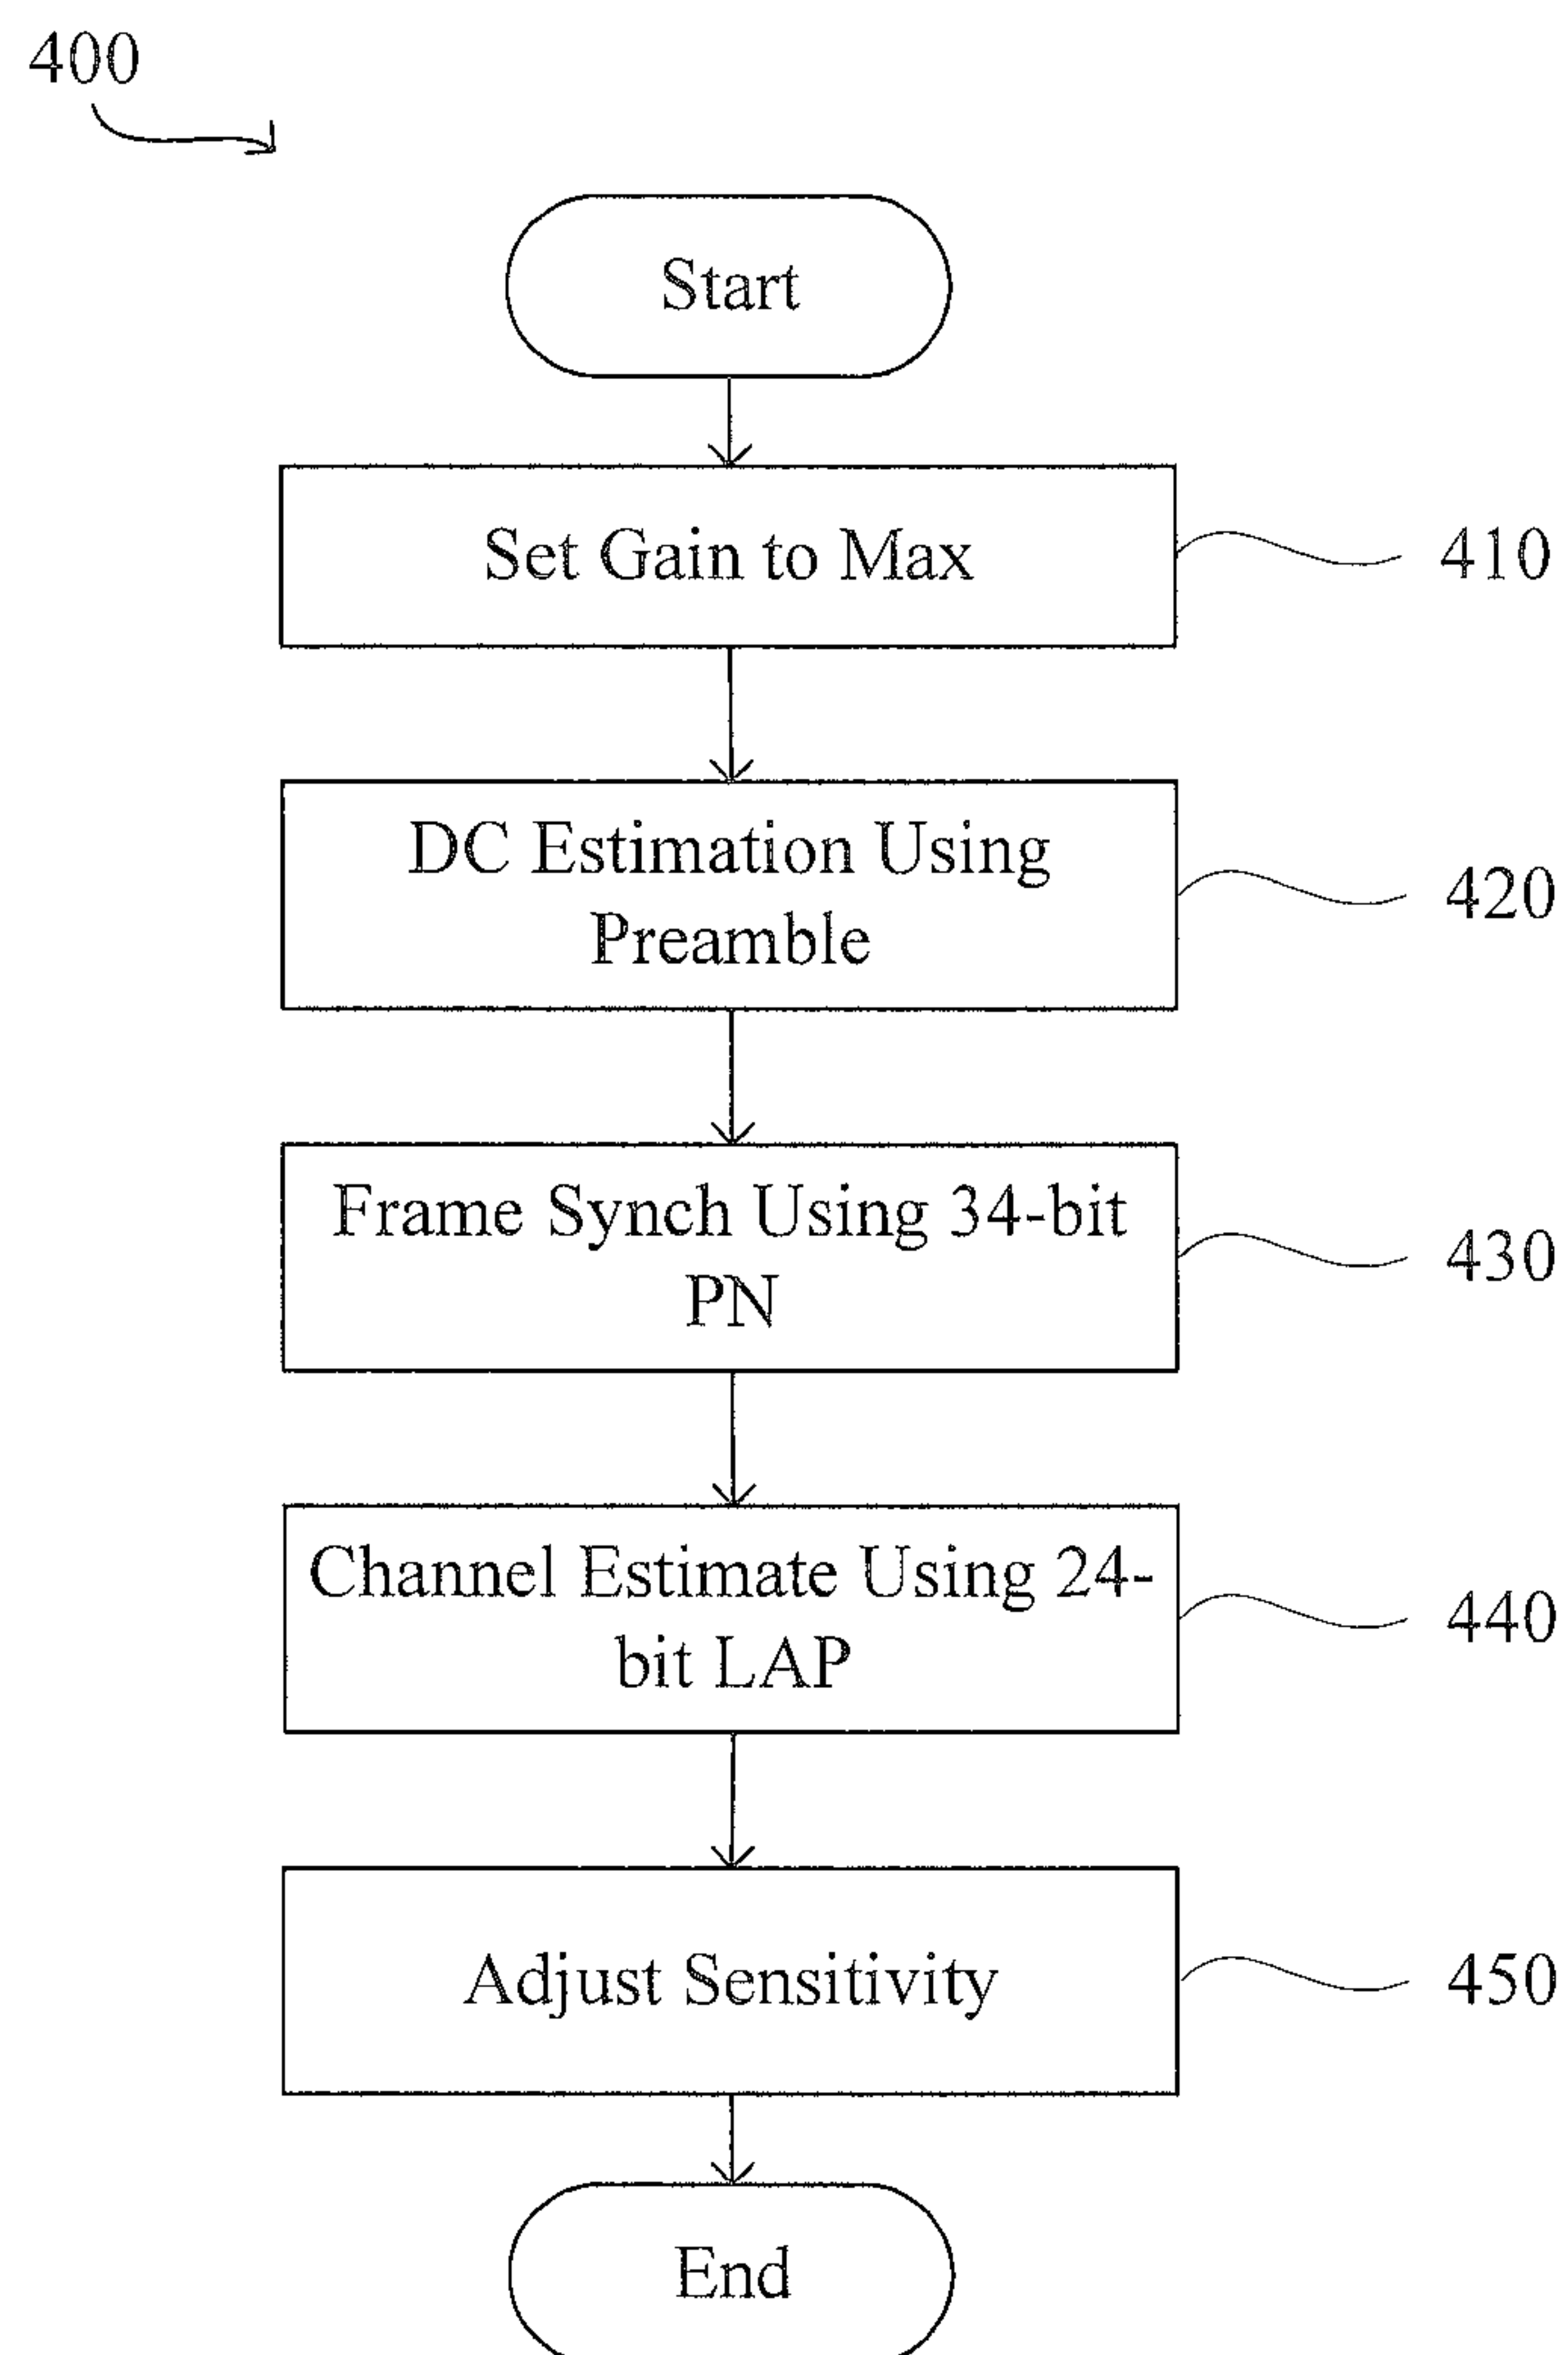 400
Start
Set Gain to Max
410
DC Estimation Using
Preamble
420
Frame Synch Using 34-bit
PN
430
Channel Estimate Using 24-
bit LAP
440
Adjust Sensitivity
450
End